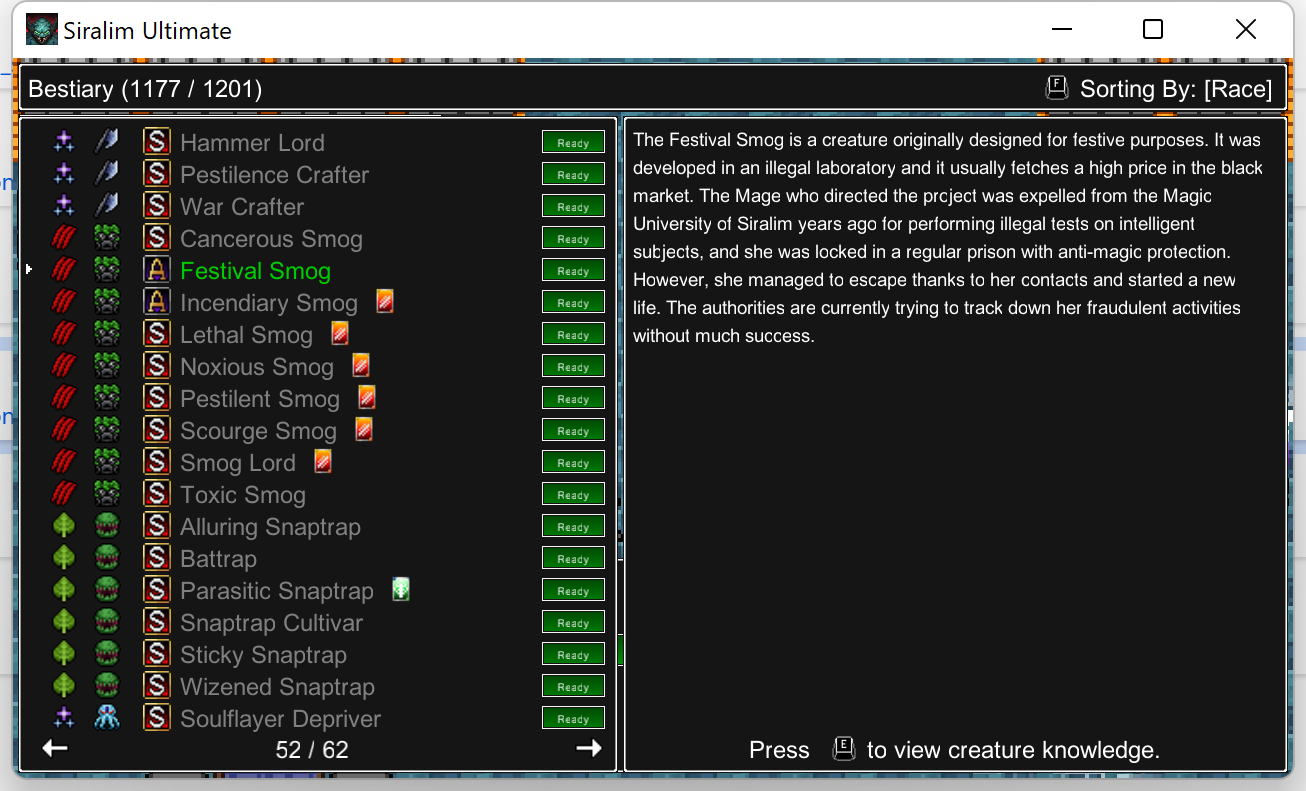 Siralim Ultimate
Bestiary (1177 / 1201)
F Sorting By: [Race]
S Hammer Lord Ready
S Pestilence Crafter Ready
S War Crafter Ready
S Cancerous Smog Ready
A Festival Smog Ready
A Incendiary Smog Ready
S Lethal Smog Ready
S Noxious Smog Ready
S Pestilent Smog Ready
S Scourge Smog Ready
S Smog Lord Ready
S Toxic Smog Ready
S Alluring Snaptrap Ready
S Battrap Ready
S Parasitic Snaptrap Ready
S Snaptrap Cultivar Ready
S Sticky Snaptrap Ready
S Wizened Snaptrap Ready
S Soulflayer Depriver Ready
52 / 62
The Festival Smog is a creature originally designed for festive purposes. It was
developed in an illegal laboratory and it usually fetches a high price in the black
market. The Mage who directed the project was expelled from the Magic
University of Siralim years ago for performing illegal tests on intelligent
subjects, and she was locked in a regular prison with anti-magic protection.
However, she managed to escape thanks to her contacts and started a new
life. The authorities are currently trying to track down her fraudulent activities
without much success.
Press E to view creature knowledge.